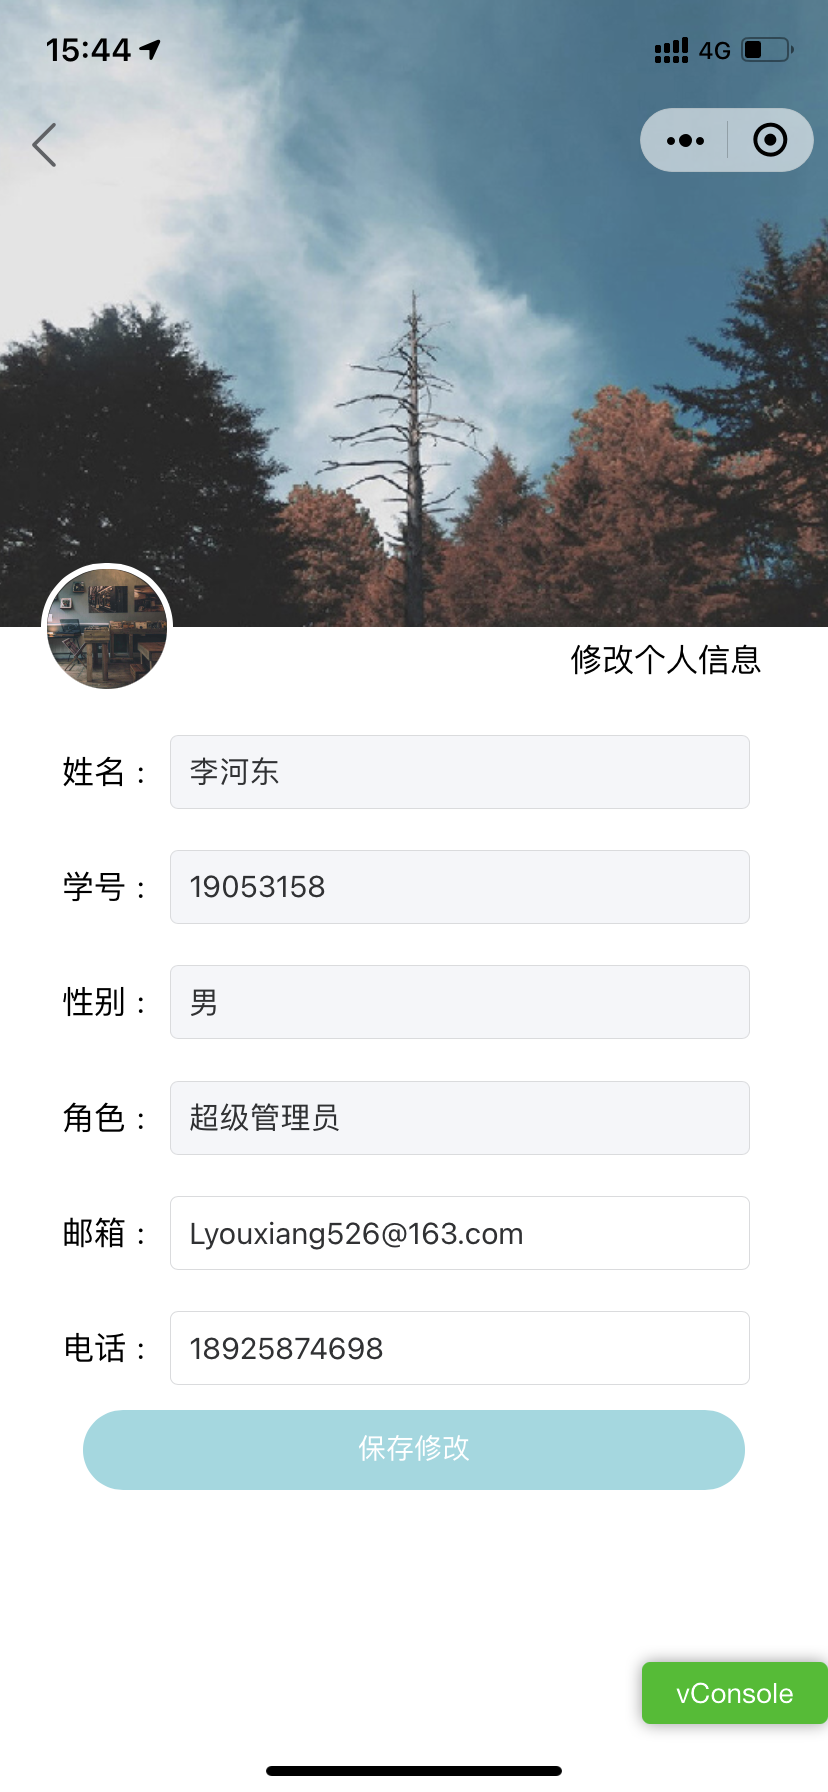 15:44
4G
修改个人信息
姓名：
李河东
学号：
19053158
性别：
男
角色：
超级管理员
邮箱：
Lyouxiang526@163.com
电话：
18925874698
保存修改
vConsole